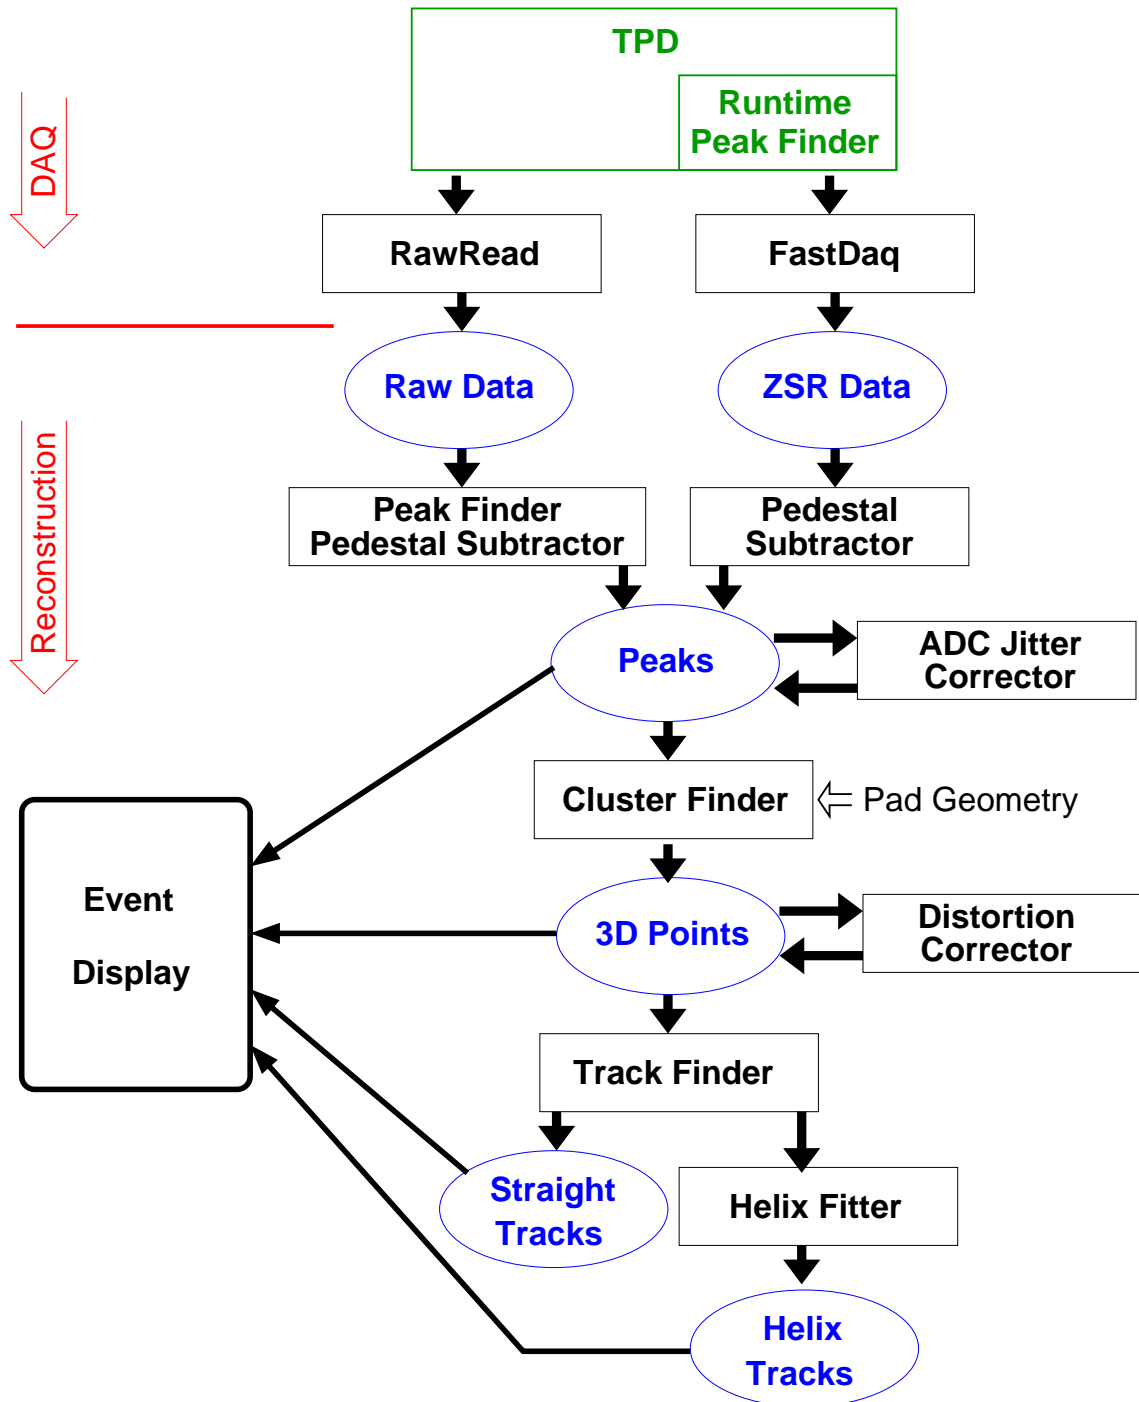 TPD
Runtime
Peak Finder
DAQ
RawRead
FastDaq
Raw Data
ZSR Data
Reconstruction
Peak Finder
Pedestal Subtractor
Pedestal
Subtractor
Peaks
ADC Jitter
Corrector
Cluster Finder
Pad Geometry
Event
Display
3D Points
Distortion
Corrector
Track Finder
Straight
Tracks
Helix Fitter
Helix
Tracks